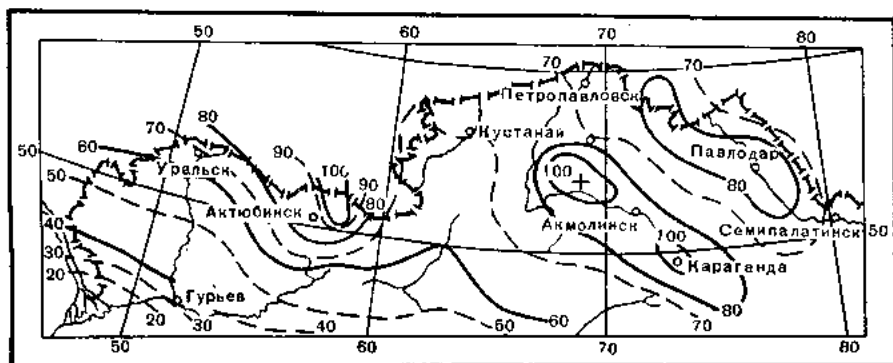 50 60 70 80
80 90 70 70
70 100
60 Петропавловск
50 Кустанай
50 Уральск 90 Павлодар
80 100 80
Актюбинск
40 Акмолинск Семипалатинск 50
30 100
20 Караганда
Гурьев 80
20 30 40 50 60 70
50 60 70 80